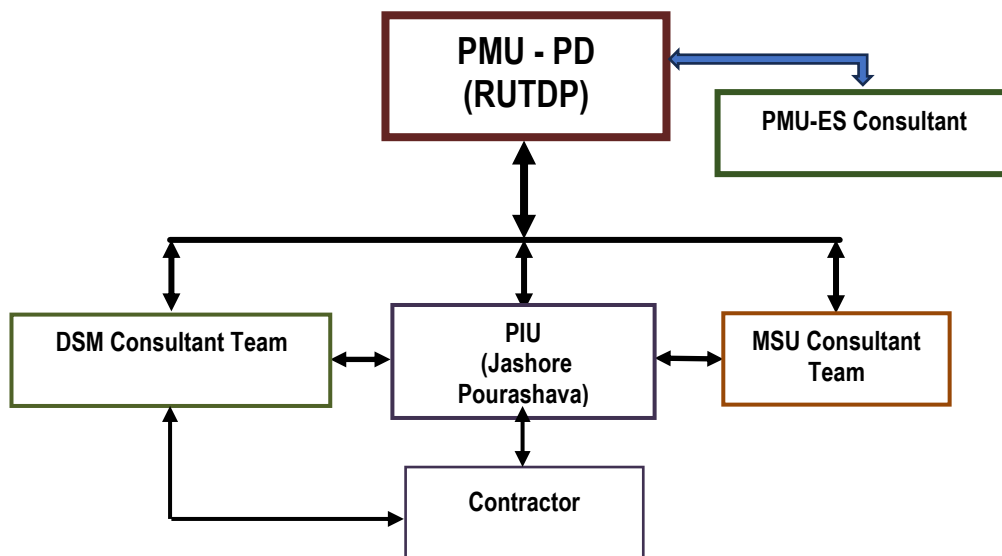 PMU - PD
(RUTDP)
PMU-ES Consultant
DSM Consultant Team
PIU
(Jashore
Pourashava)
MSU Consultant
Team
Contractor